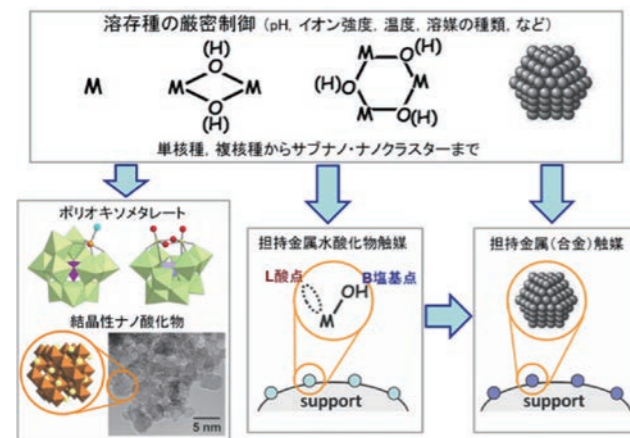 溶存種の厳密制御 (pH, イオン強度, 温度, 溶媒の種類, など)
M
(H)
O
M M
O
(H)
M O(H)
(H)O M
M O
(H)
単核種, 複核種からサブナノ・ナノクラスターまで
ポリオキソメタレート
結晶性ナノ酸化物
5 nm
担持金属水酸化物触媒
L酸点 B塩基点
OH
M
support
担持金属(合金)触媒
support